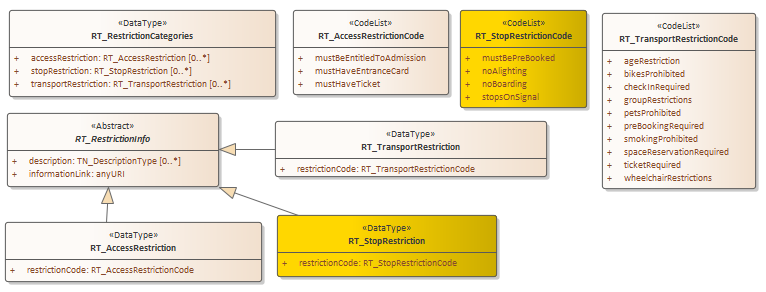 «DataType»
RT_RestrictionCategories
+ accessRestriction: RT_AccessRestriction [0..*]
+ stopRestriction: RT_StopRestriction [0..*]
+ transportRestriction: RT_TransportRestriction [0..*]
«CodeList»
RT_AccessRestrictionCode
+ mustBeEntitledToAdmission
+ mustHaveEntranceCard
+ mustHaveTicket
«CodeList»
RT_StopRestrictionCode
+ mustBePreBooked
+ noAlighting
+ noBoarding
+ stopsOnSignal
«CodeList»
RT_TransportRestrictionCode
+ ageRestriction
+ bikesProhibited
+ checkInRequired
+ groupRestrictions
+ petsProhibited
+ preBookingRequired
+ smokingProhibited
+ spaceReservationRequired
+ ticketRequired
+ wheelchairRestrictions
«Abstract»
RT_RestrictionInfo
+ description: TN_DescriptionType [0..*]
+ informationLink: anyURI
«DataType»
RT_TransportRestriction
+ restrictionCode: RT_TransportRestrictionCode
«DataType»
RT_AccessRestriction
+ restrictionCode: RT_AccessRestrictionCode
«DataType»
RT_StopRestriction
+ restrictionCode: RT_StopRestrictionCode